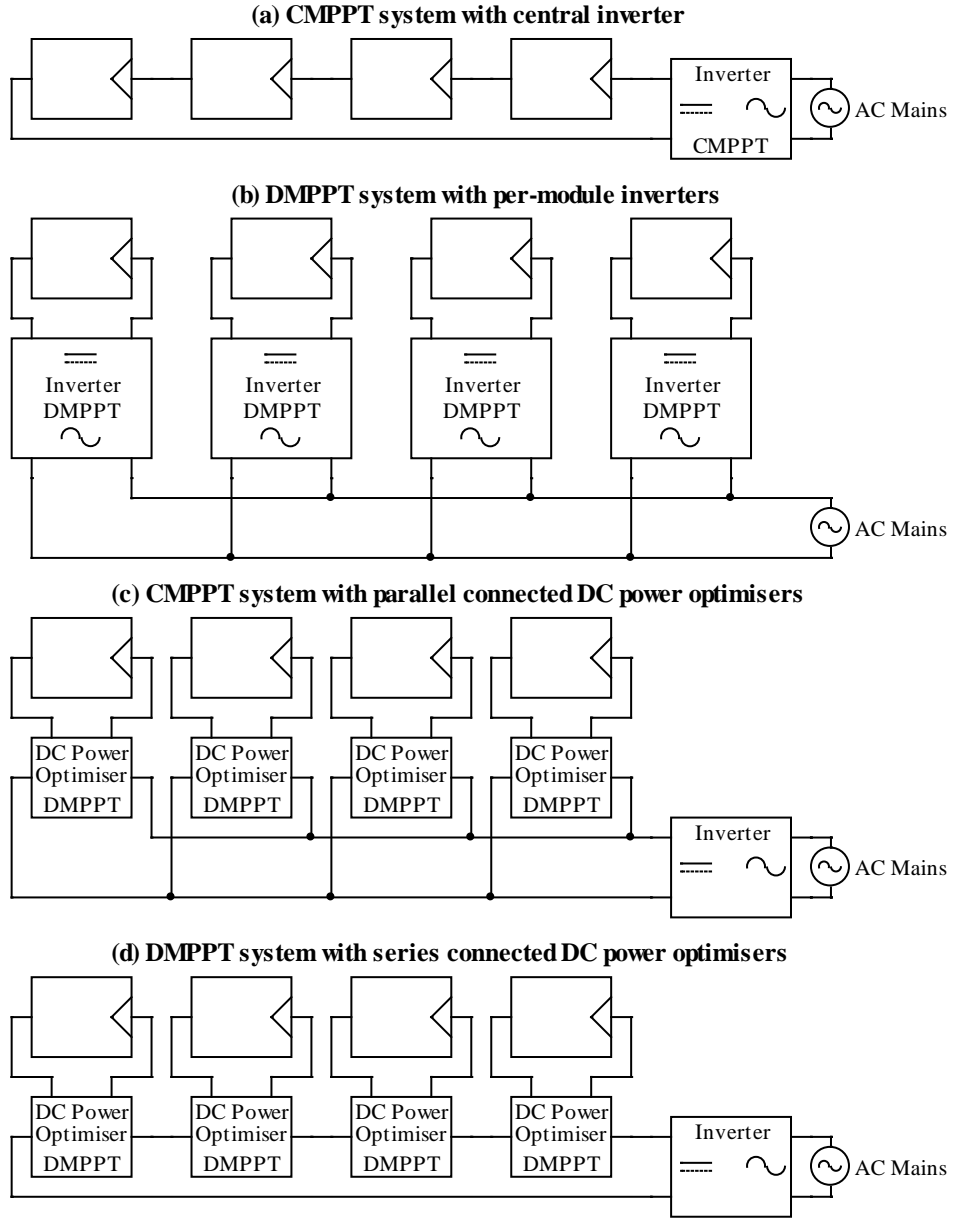 (a) CMPPT system with central inverter
Inverter
CMPPT
AC Mains
(b) DMPPT system with per-module inverters
Inverter
DMPPT
Inverter
DMPPT
Inverter
DMPPT
Inverter
DMPPT
AC Mains
(c) CMPPT system with parallel connected DC power optimisers
DC Power
Optimiser
DMPPT
DC Power
Optimiser
DMPPT
DC Power
Optimiser
DMPPT
DC Power
Optimiser
DMPPT
Inverter
AC Mains
(d) DMPPT system with series connected DC power optimisers
DC Power
Optimiser
DMPPT
DC Power
Optimiser
DMPPT
DC Power
Optimiser
DMPPT
DC Power
Optimiser
DMPPT
Inverter
AC Mains